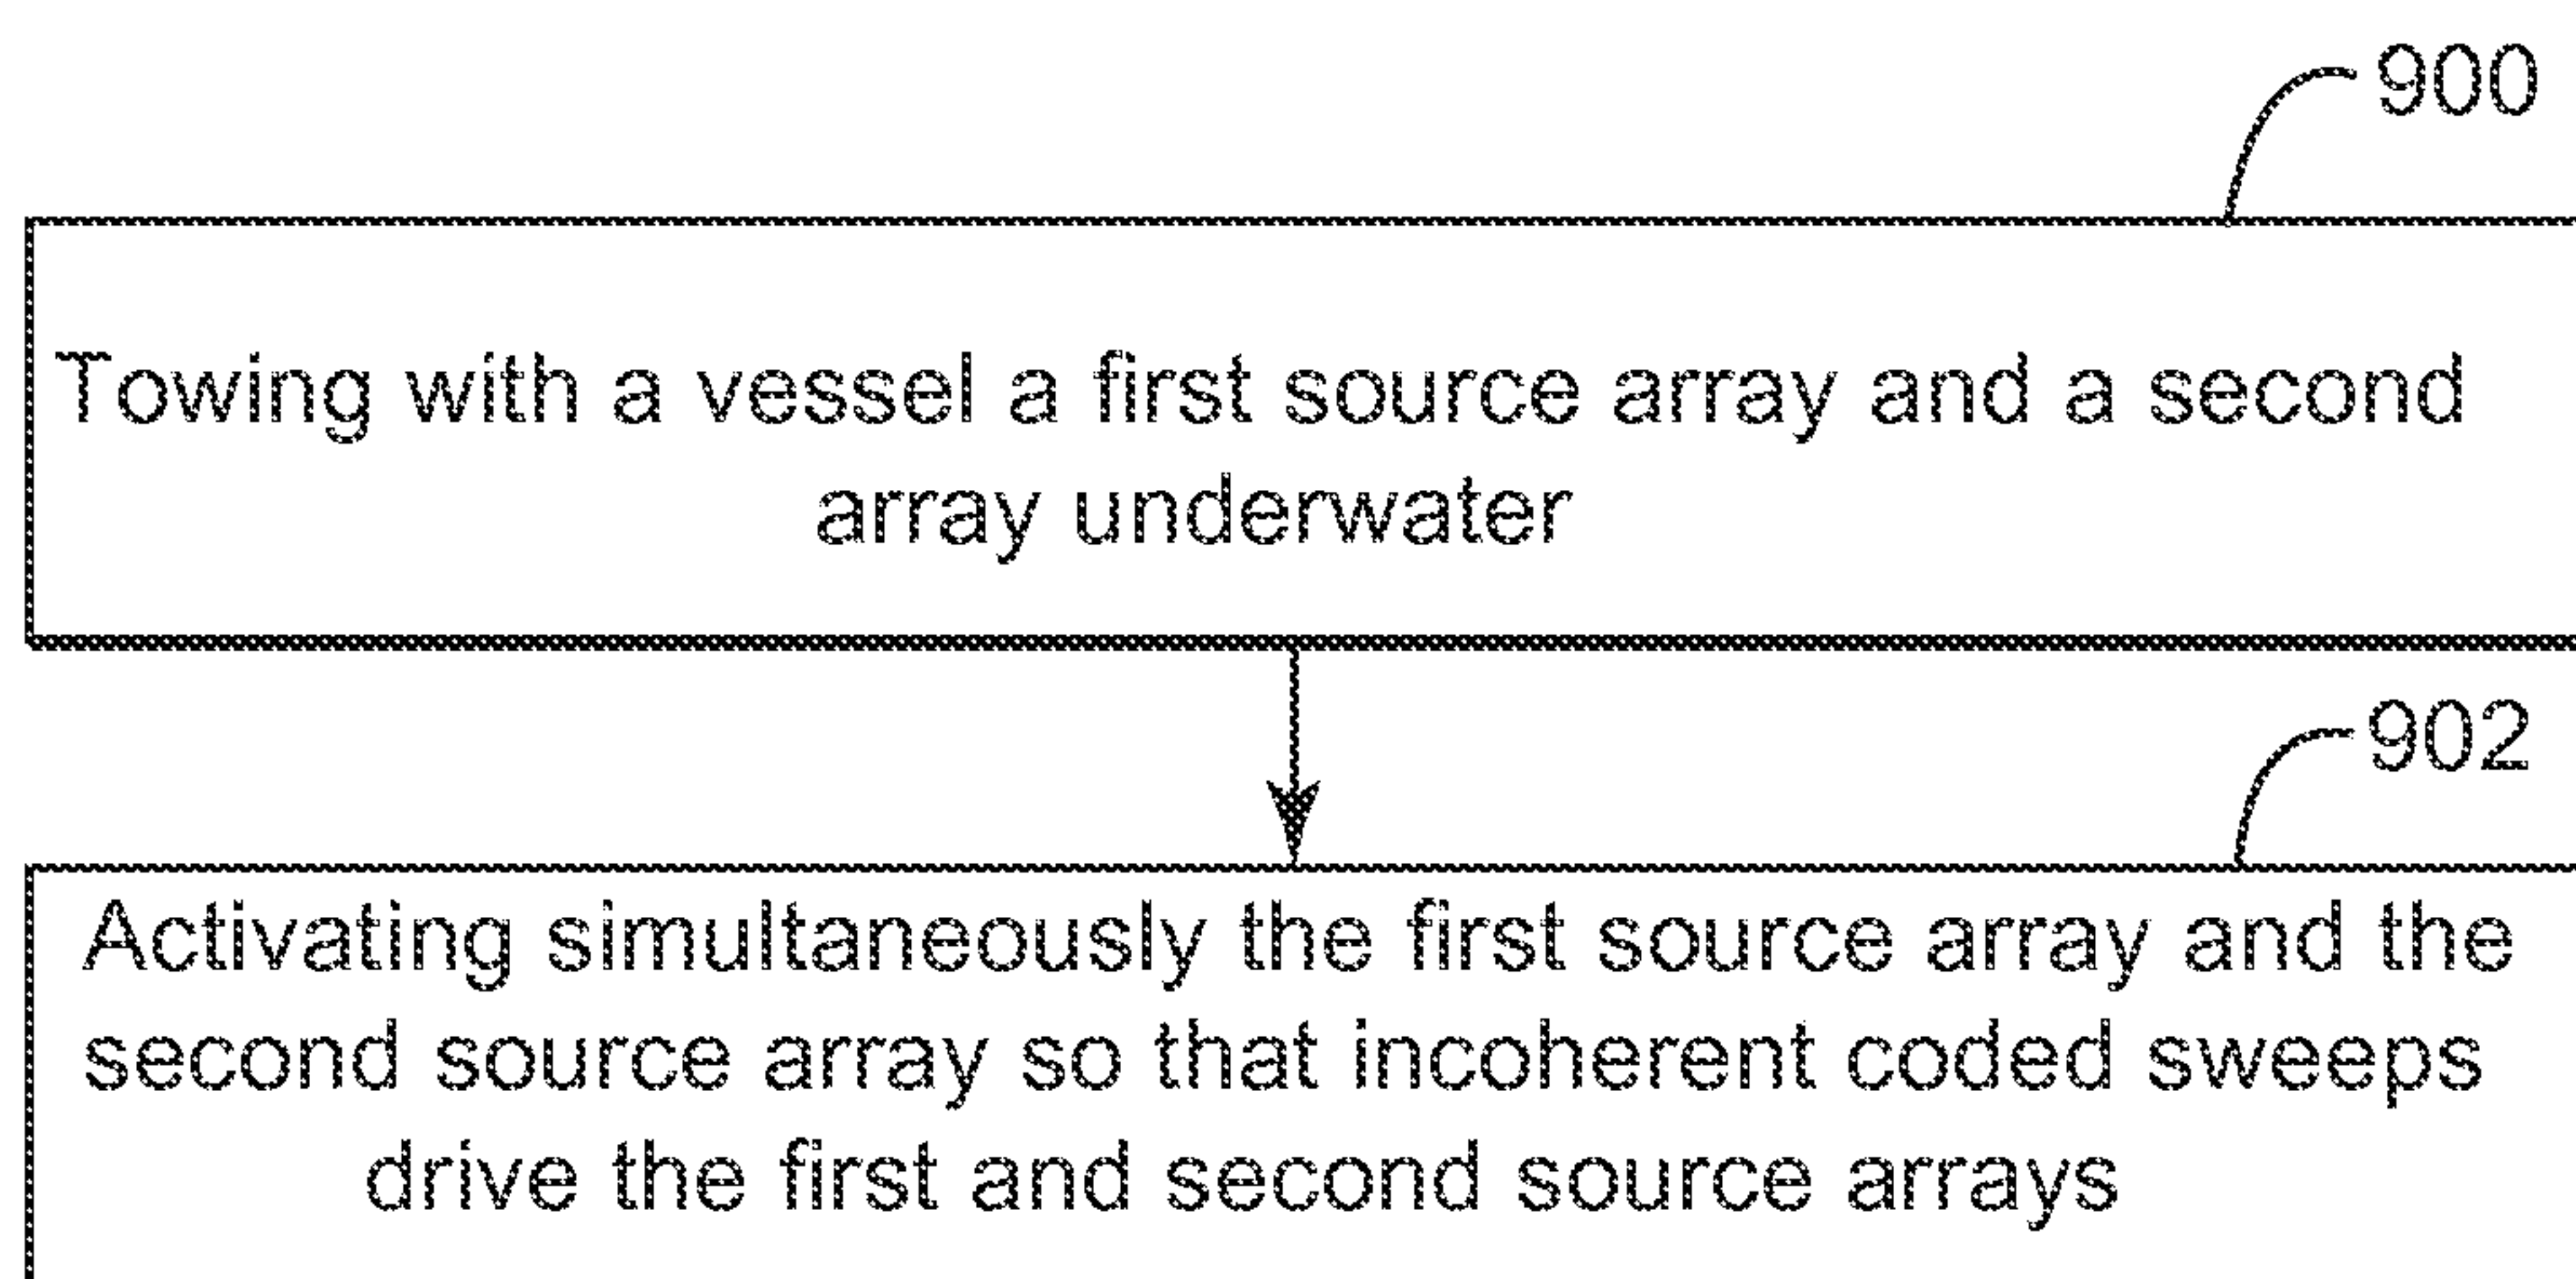 900
Towing with a vessel a first source array and a second
array underwater
902
Activating simultaneously the first source array and the
second source array so that incoherent coded sweeps
drive the first and second source arrays